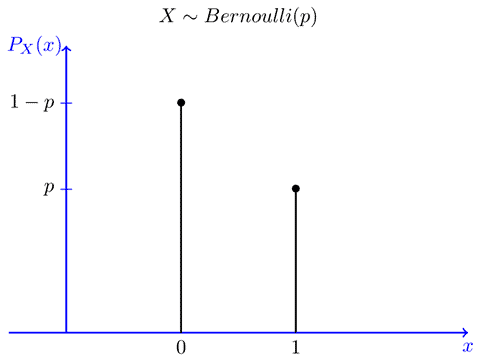 X ∼ Bernoulli(p)
P_X(x)
1 − p
p
0 1
x